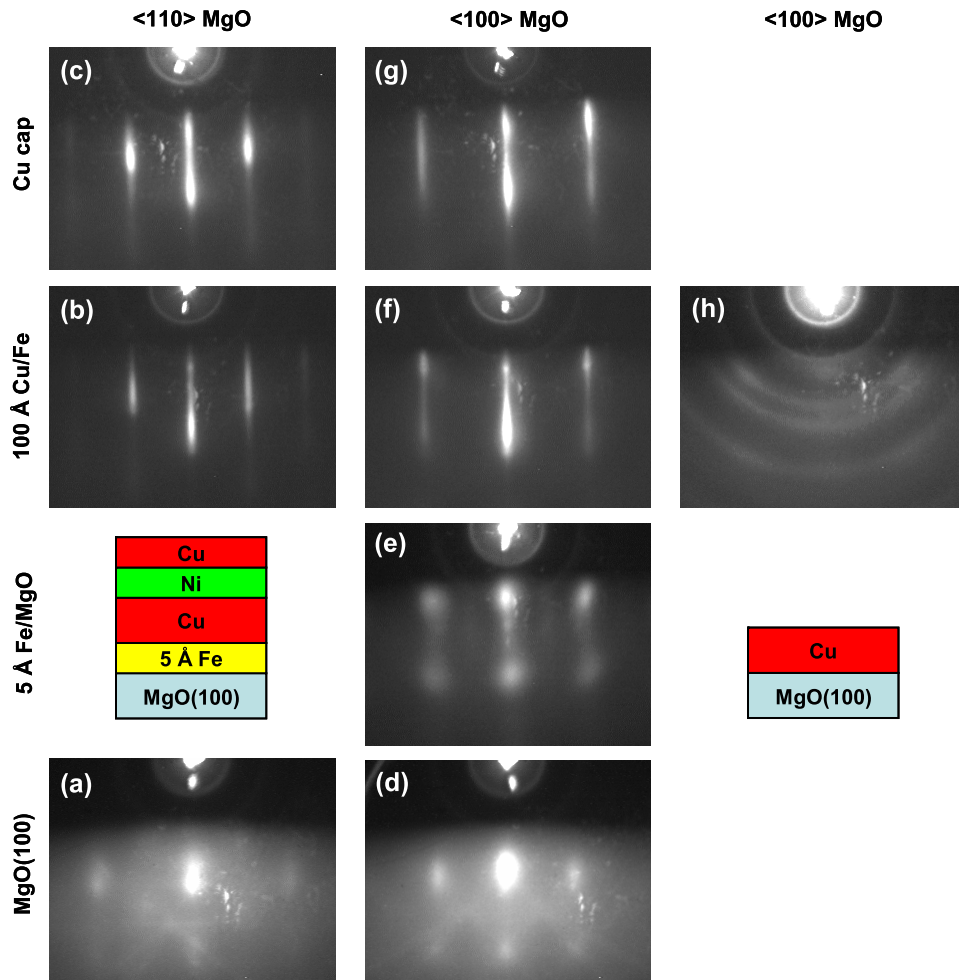 <110> MgO
<100> MgO
<100> MgO
Cu cap
(c)
(g)
100 Å Cu/Fe
(b)
(f)
(h)
5 Å Fe/MgO
Cu
Ni
Cu
5 Å Fe
MgO(100)
(e)
Cu
MgO(100)
MgO(100)
(a)
(d)